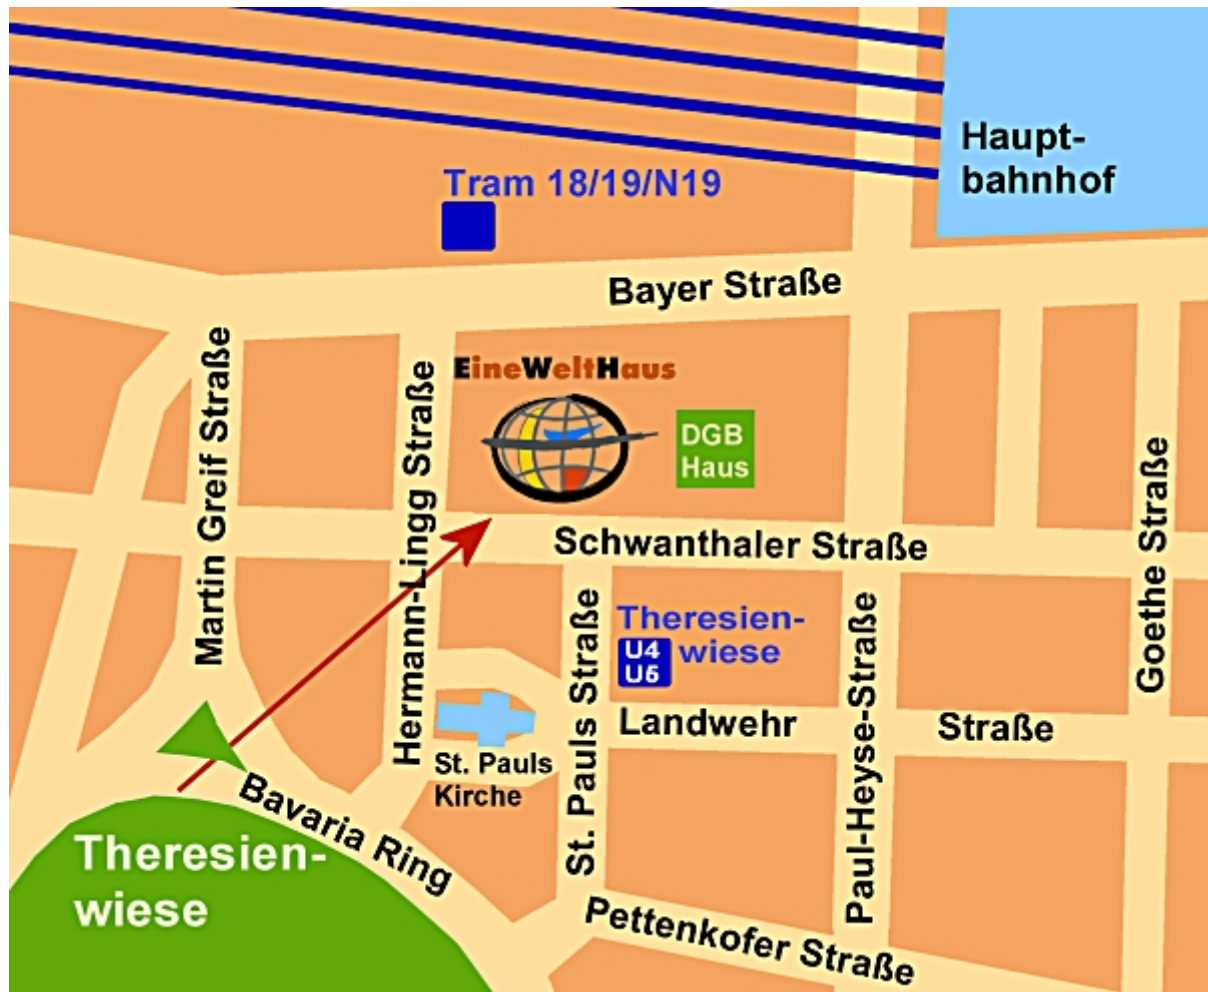 Haupt-
bahnhof
Tram 18/19/N19
Bayer Straße
EineWeltHaus
DGB
Haus
Martin Greif Straße
Hermann-Lingg Straße
Schwanthaler Straße
Goethe Straße
Theresien-
wiese
U4
U5
St. Pauls Straße
Paul-Heyse-Straße
Landwehr Straße
St. Pauls
Kirche
Bavaria Ring
Theresien-
wiese
Pettenkofer Straße